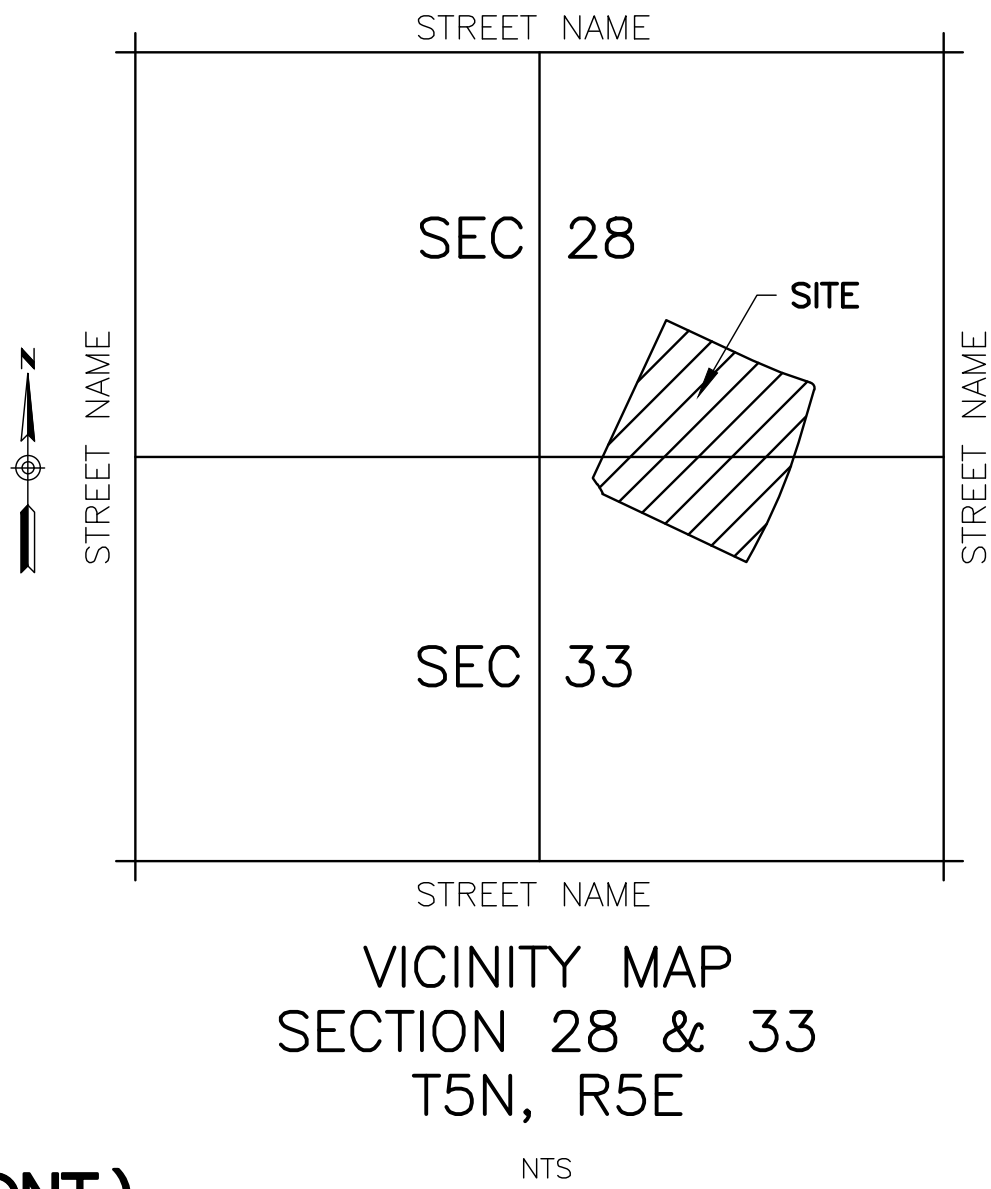 STREET NAME
SEC 28
SITE
N
STREET NAME
STREET NAME
SEC 33
STREET NAME
VICINITY MAP
SECTION 28 & 33
T5N, R5E
NTS